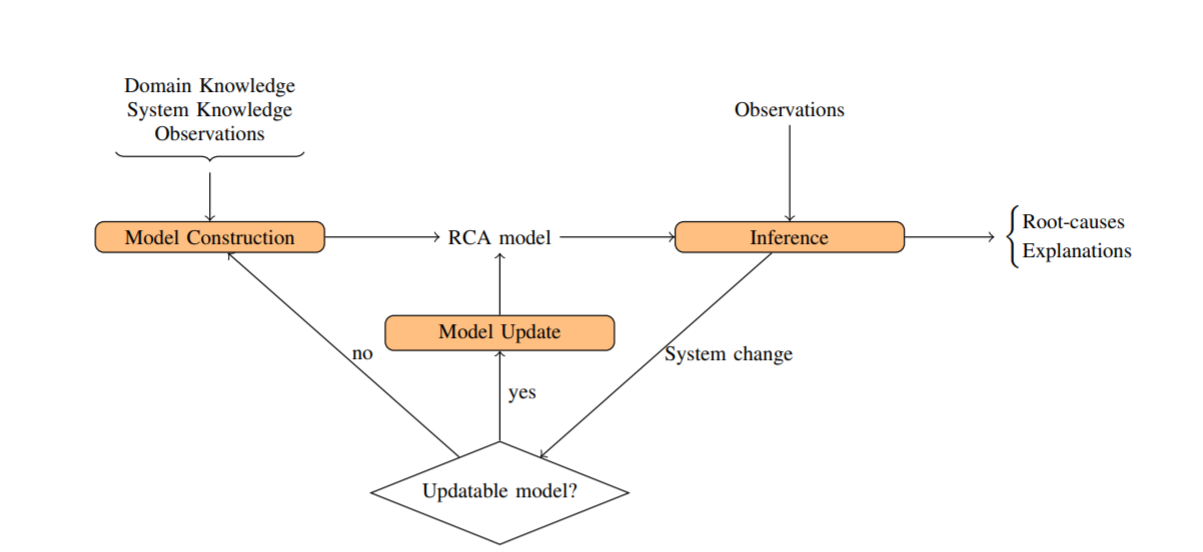 Domain Knowledge
System Knowledge
Observations
Observations
Model Construction
RCA model
Inference
Root-causes
Explanations
Model Update
no
System change
yes
Updatable model?